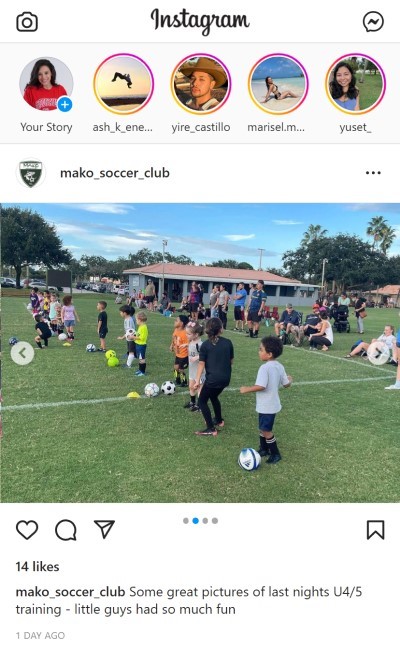 Instagram
Your Story
ash_k_ene...
yire_castillo
marisel.m...
yuset_
mako_soccer_club
14 likes
mako_soccer_club Some great pictures of last nights U4/5
training - little guys had so much fun
1 DAY AGO